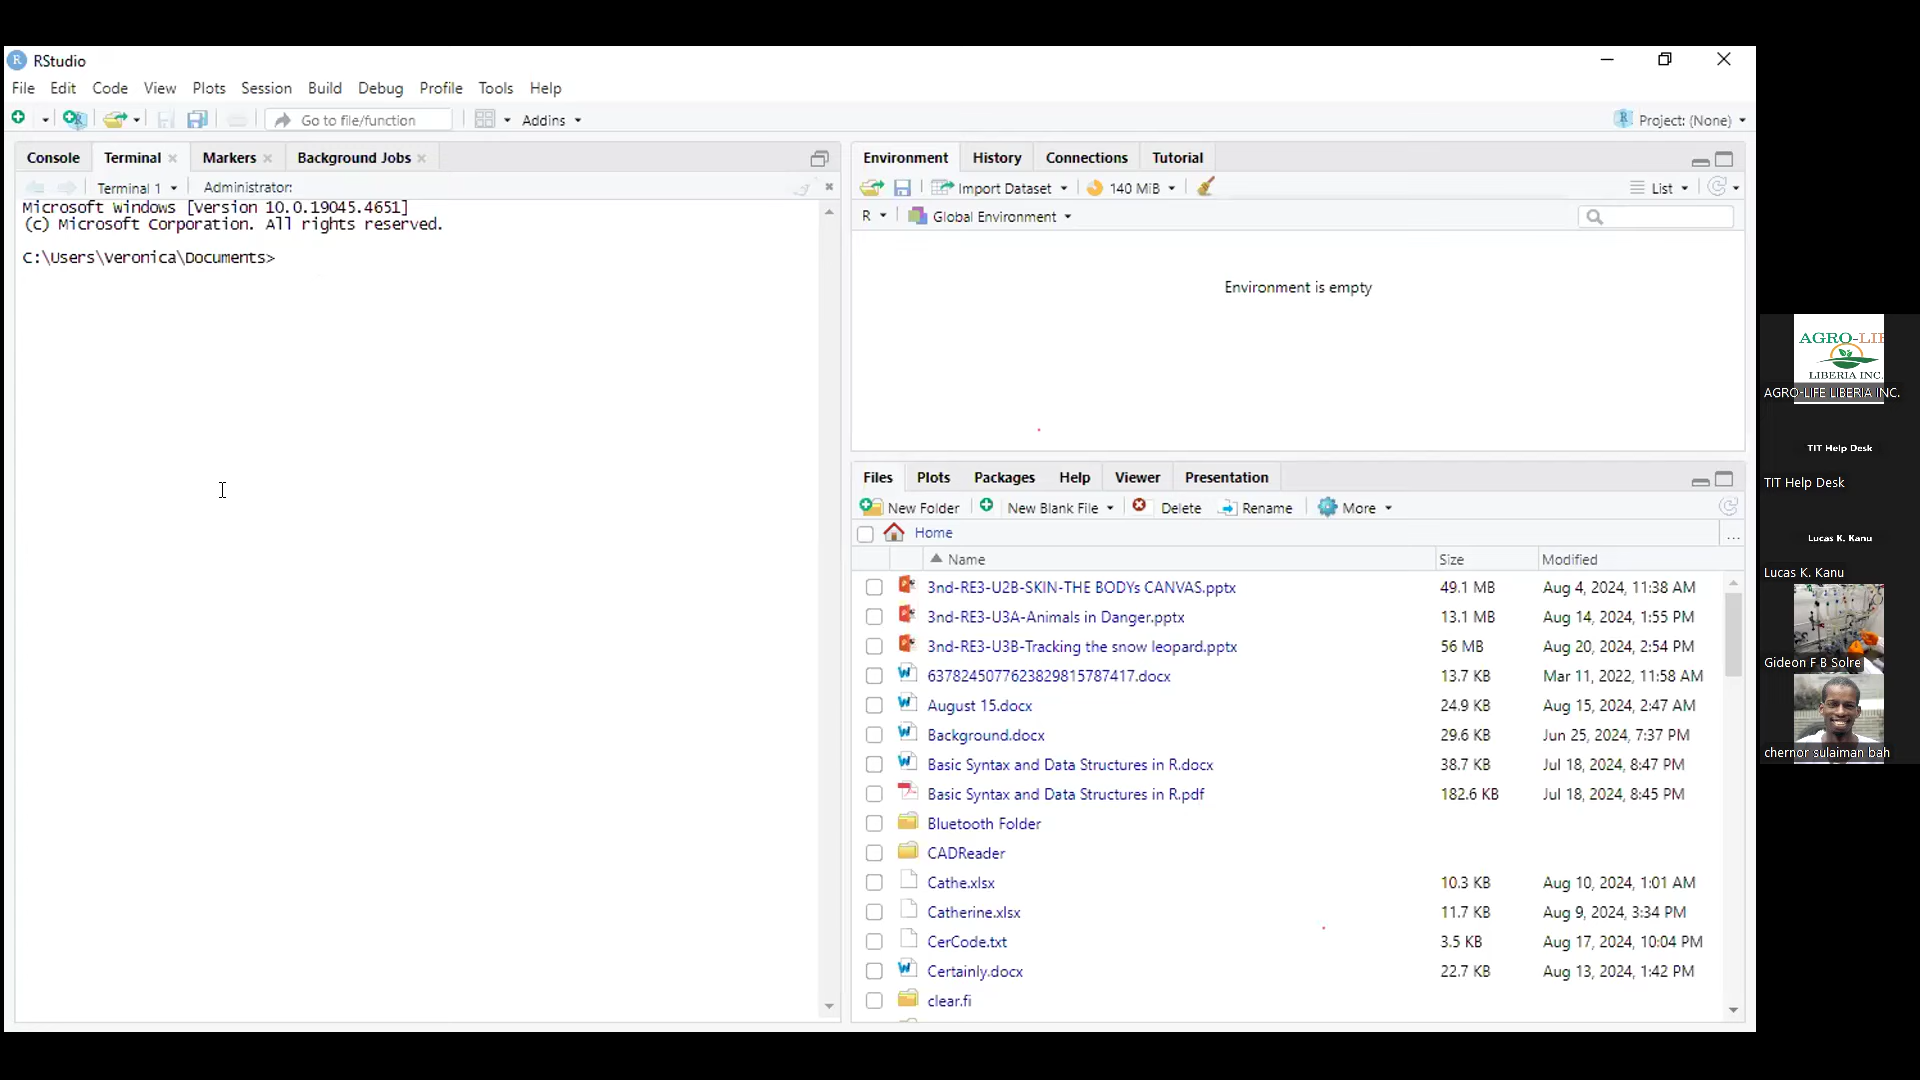 RStudio
File Edit Code View Plots Session Build Debug Profile Tools Help
Go to file/function Addins Project: (None)
Console Terminal Markers Background Jobs
Terminal 1 Administrator:
Microsoft Windows [Version 10.0.19045.4651]
(c) Microsoft Corporation. All rights reserved.
C:\Users\Veronica\Documents>
Environment History Connections Tutorial
Import Dataset 140 MiB List
R Global Environment
Environment is empty
Files Plots Packages Help Viewer Presentation
New Folder New Blank File Delete Rename More
Home ...
Name Size Modified
3nd-RE3-U2B-SKIN-THE BODYs CANVAS.pptx 49.1 MB Aug 4, 2024, 11:38 AM
3nd-RE3-U3A-Animals in Danger.pptx 13.1 MB Aug 14, 2024, 1:55 PM
3nd-RE3-U3B-Tracking the snow leopard.pptx 56 MB Aug 20, 2024, 2:54 PM
6378245077623829815787417.docx 13.7 KB Mar 11, 2022, 11:58 AM
August 15.docx 24.9 KB Aug 15, 2024, 2:47 AM
Background.docx 29.6 KB Jun 25, 2024, 7:37 PM
Basic Syntax and Data Structures in R.docx 38.7 KB Jul 18, 2024, 8:47 PM
Basic Syntax and Data Structures in R.pdf 182.6 KB Jul 18, 2024, 8:45 PM
Bluetooth Folder
CADReader
Cathe.xlsx 10.3 KB Aug 10, 2024, 1:01 AM
Catherine.xlsx 11.7 KB Aug 9, 2024, 3:34 PM
CerCode.txt 3.5 KB Aug 17, 2024, 10:04 PM
Certainly.docx 22.7 KB Aug 13, 2024, 1:42 PM
clear.fi
AGRO-LIF
LIBERIA INC.
AGRO-LIFE LIBERIA INC.
TIT Help Desk
TIT Help Desk
Lucas K. Kanu
Lucas K. Kanu
Gideon F B Solre
chernor sulaiman bah